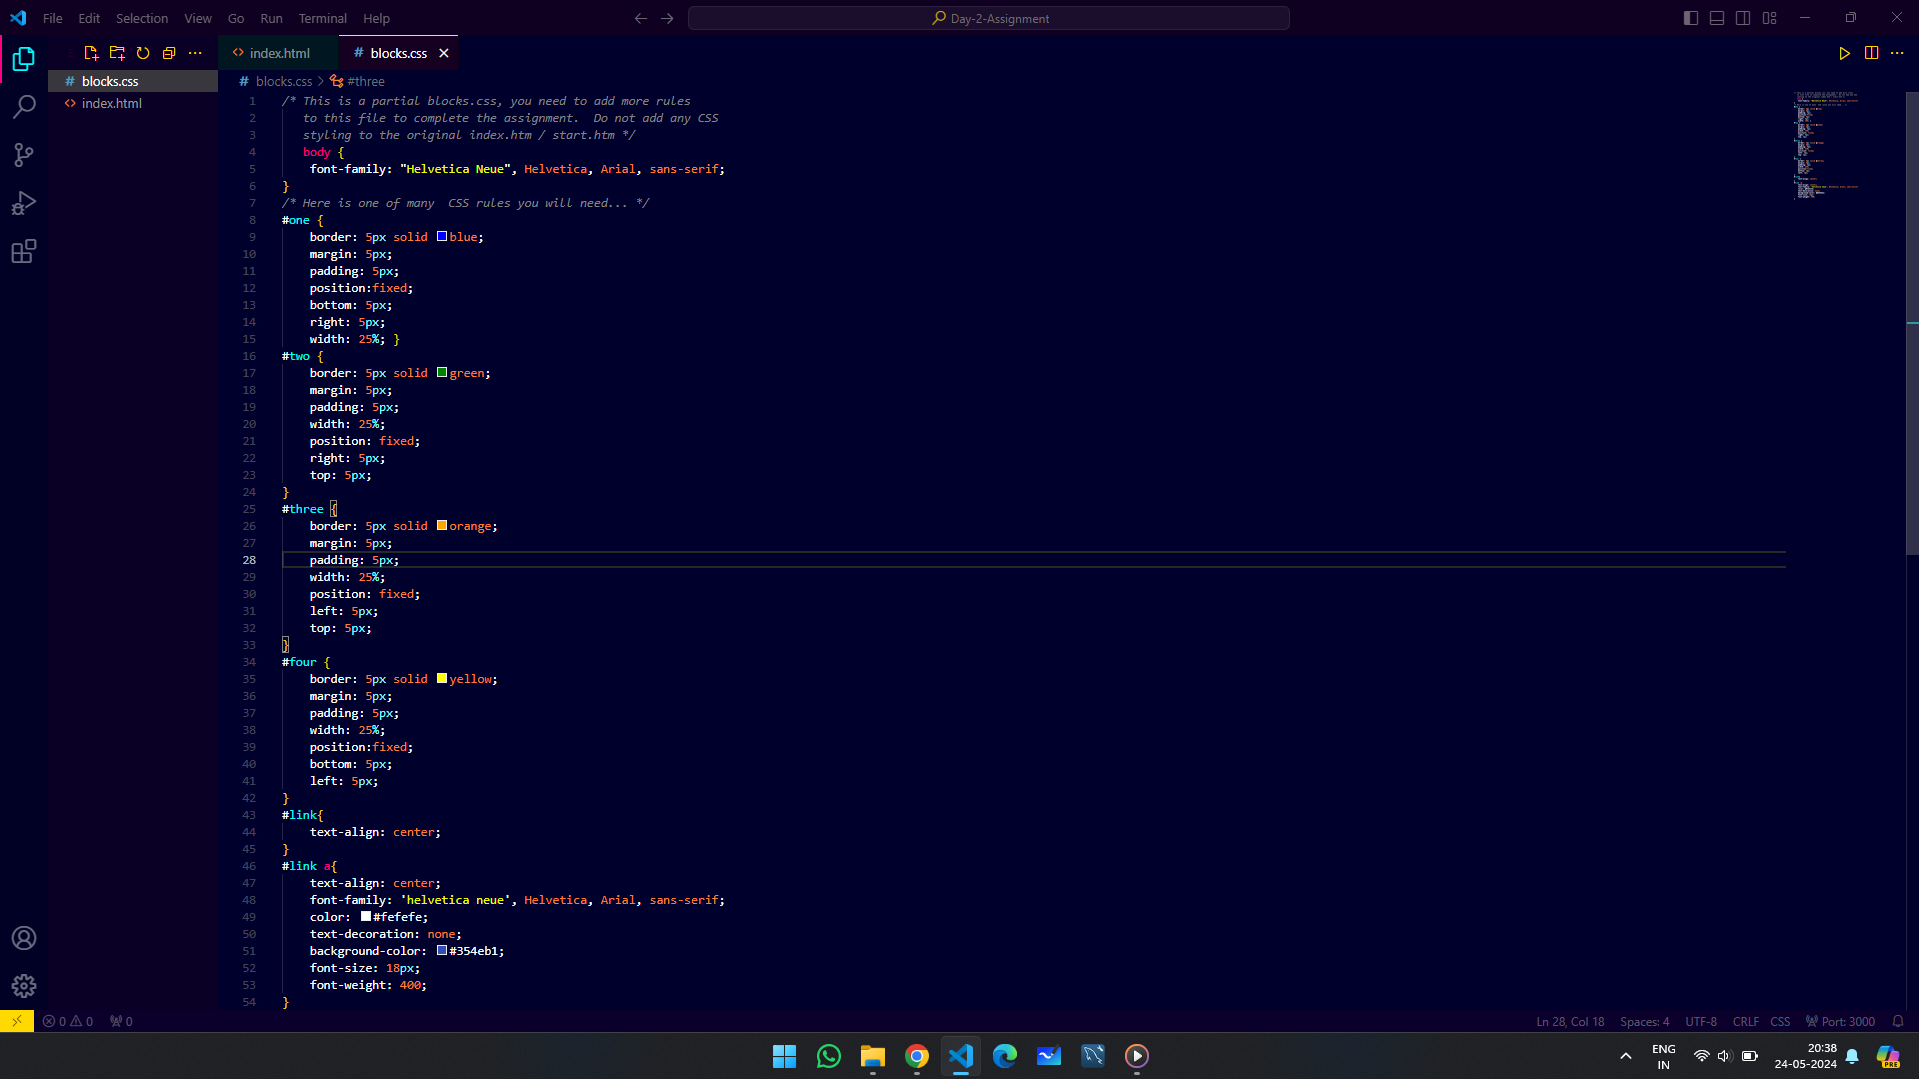 File Edit Selection View Go Run Terminal Help
Day-2-Assignment
index.html
blocks.css
blocks.css
index.html
blocks.css > #three
1 /* This is a partial blocks.css, you need to add more rules
2 to this file to complete the assignment.  Do not add any CSS
3 styling to the original index.htm / start.htm */
4 body {
5 font-family: "Helvetica Neue", Helvetica, Arial, sans-serif;
6 }
7 /* Here is one of many  CSS rules you will need... */
8 #one {
9 border: 5px solid blue;
10 margin: 5px;
11 padding: 5px;
12 position:fixed;
13 bottom: 5px;
14 right: 5px;
15 width: 25%; }
16 #two {
17 border: 5px solid green;
18 margin: 5px;
19 padding: 5px;
20 width: 25%;
21 position: fixed;
22 right: 5px;
23 top: 5px;
24 }
25 #three {
26 border: 5px solid orange;
27 margin: 5px;
28 padding: 5px;
29 width: 25%;
30 position: fixed;
31 left: 5px;
32 top: 5px;
33 }
34 #four {
35 border: 5px solid yellow;
36 margin: 5px;
37 padding: 5px;
38 width: 25%;
39 position:fixed;
40 bottom: 5px;
41 left: 5px;
42 }
43 #link{
44 text-align: center;
45 }
46 #link a{
47 text-align: center;
48 font-family: 'helvetica neue', Helvetica, Arial, sans-serif;
49 color: #fefefe;
50 text-decoration: none;
51 background-color: #354eb1;
52 font-size: 18px;
53 font-weight: 400;
54 }
0 0 0
Ln 28, Col 18 Spaces: 4 UTF-8 CRLF CSS Port: 3000
ENG
IN
20:38
24-05-2024
PRE